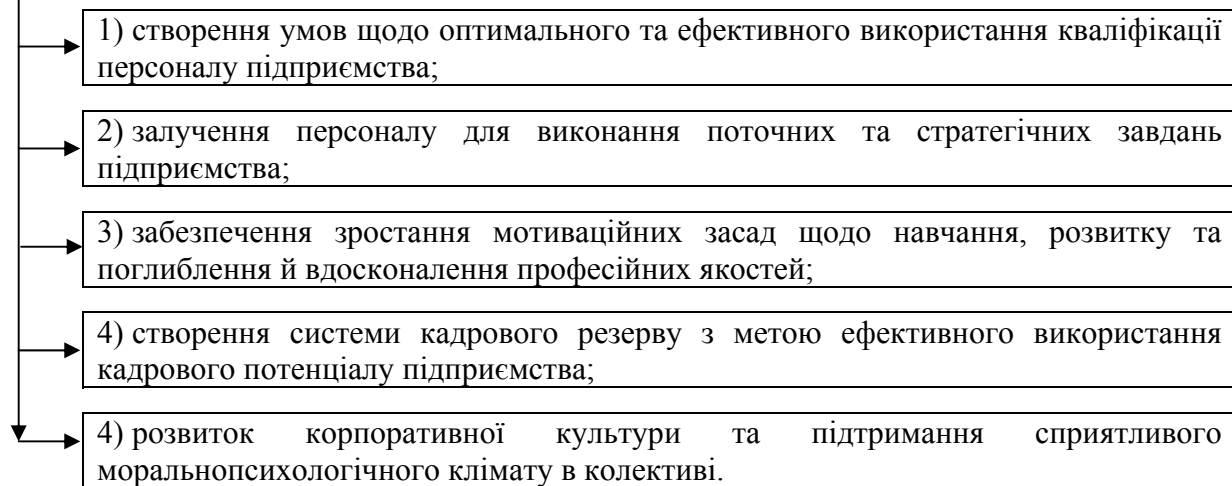 1) створення умов щодо оптимального та ефективного використання кваліфікації
персоналу підприємства;
2) залучення персоналу для виконання поточних та стратегічних завдань
підприємства;
3) забезпечення зростання мотиваційних засад щодо навчання, розвитку та
поглиблення й вдосконалення професійних якостей;
4) створення системи кадрового резерву з метою ефективного використання
кадрового потенціалу підприємства;
4) розвиток корпоративної культури та підтримання сприятливого
моральнопсихологічного клімату в колективі.